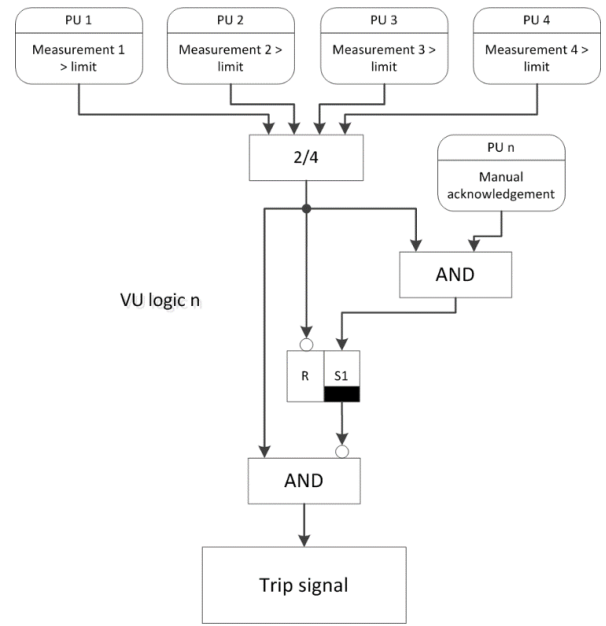 PU 1
Measurement 1
> limit
PU 2
Measurement 2 >
limit
PU 3
Measurement 3 >
limit
PU 4
Measurement 4 >
limit
2/4
PU n
Manual
acknowledgement
AND
VU logic n
R
S1
AND
Trip signal